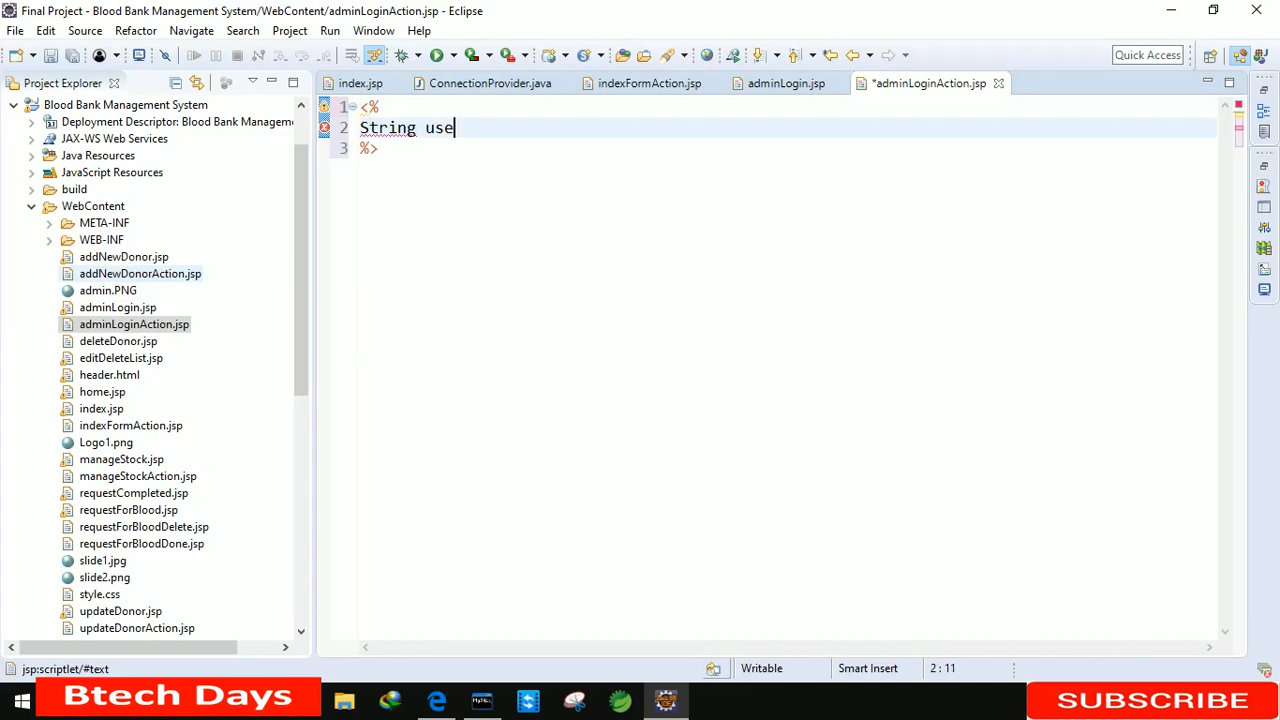 Final Project - Blood Bank Management System/WebContent/adminLoginAction.jsp - Eclipse
File Edit Source Refactor Navigate Search Project Run Window Help
Quick Access
Project Explorer
index.jsp ConnectionProvider.java indexFormAction.jsp adminLogin.jsp *adminLoginAction.jsp
Blood Bank Management System
Deployment Descriptor: Blood Bank Manageme
JAX-WS Web Services
Java Resources
JavaScript Resources
build
WebContent
META-INF
WEB-INF
addNewDonor.jsp
addNewDonorAction.jsp
admin.PNG
adminLogin.jsp
adminLoginAction.jsp
deleteDonor.jsp
editDeleteList.jsp
header.html
home.jsp
index.jsp
indexFormAction.jsp
Logo1.png
manageStock.jsp
manageStockAction.jsp
requestCompleted.jsp
requestForBlood.jsp
requestForBloodDelete.jsp
requestForBloodDone.jsp
slide1.jpg
slide2.png
style.css
updateDonor.jsp
updateDonorAction.jsp
1 <%
2 String use
3 %>
jsp:scriptlet/#text
Writable Smart Insert 2 : 11
Btech Days
SUBSCRIBE